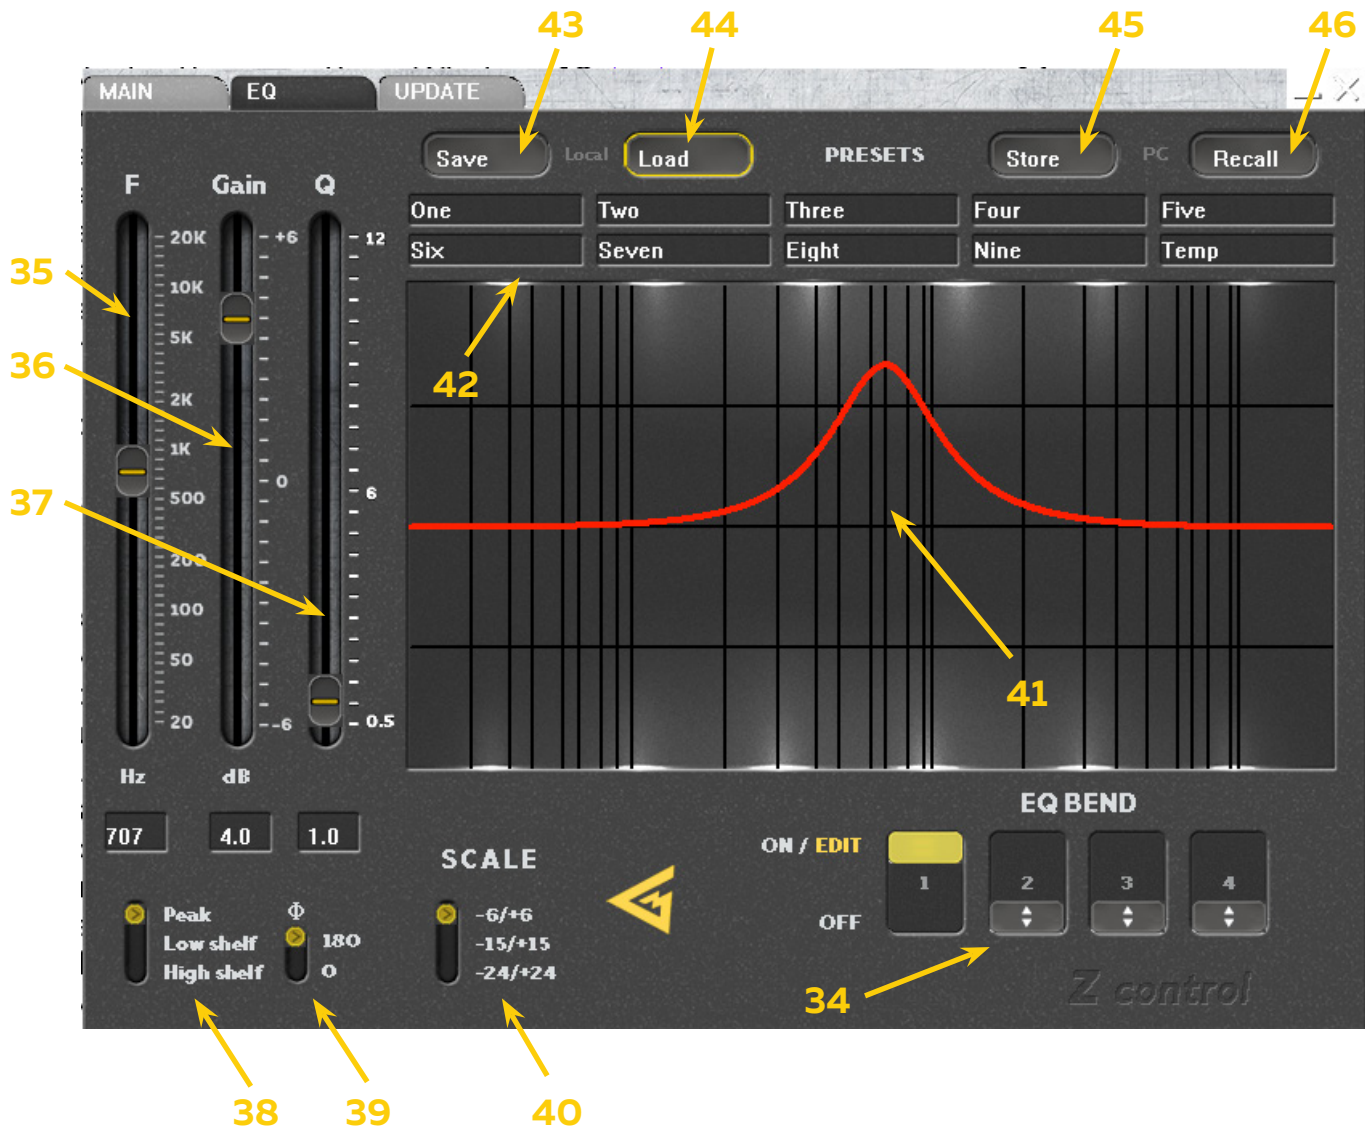 43 44 45 46
MAIN EQ UPDATE
Save Local Load PRESETS Store PC Recall
F Gain Q
One Two Three Four Five
Six Seven Eight Nine Temp
20K +6 12
35
10K
5K
36
42
2K
1K
0
6
37
500
200
100
50
41
20 -6 0.5
Hz dB
EQ BEND
707 4.0 1.0
ON / EDIT
SCALE
1 2 3 4
Peak Φ -6/+6
OFF
Low shelf 180 -15/+15
High shelf 0 -24/+24
Z control
34
38 39 40